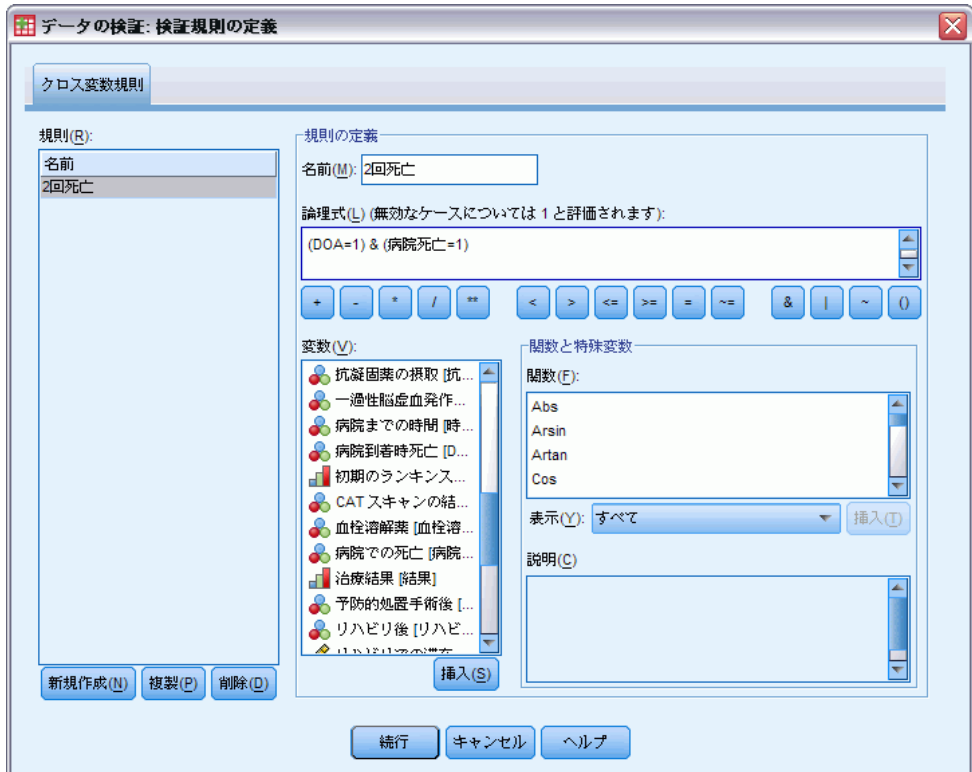 データの検証: 検証規則の定義
クロス変数規則
規則(R):
名前
2回死亡
規則の定義
名前(M): 2回死亡
論理式(L) (無効なケースについては 1 と評価されます):
(DOA=1) & (病院死亡=1)
+ - * / ** < > <= >= = ~= & | ~ ()
変数(V):
抗凝固薬の摂取 [抗...
一過性脳虚血発作...
病院までの時間 [時...
病院到着時死亡 [D...
初期のランキンス...
CAT スキャンの結...
血栓溶解薬 [血栓溶...
病院での死亡 [病院...
治療結果 [結果]
予防的処置手術後 [...
リハビリ後 [リハビ...
挿入(S)
関数と特殊変数
関数(F):
Abs
Arsin
Artan
Cos
表示(Y): すべて
挿入(T)
説明(C)
新規作成(N) 複製(P) 削除(D)
続行 キャンセル ヘルプ